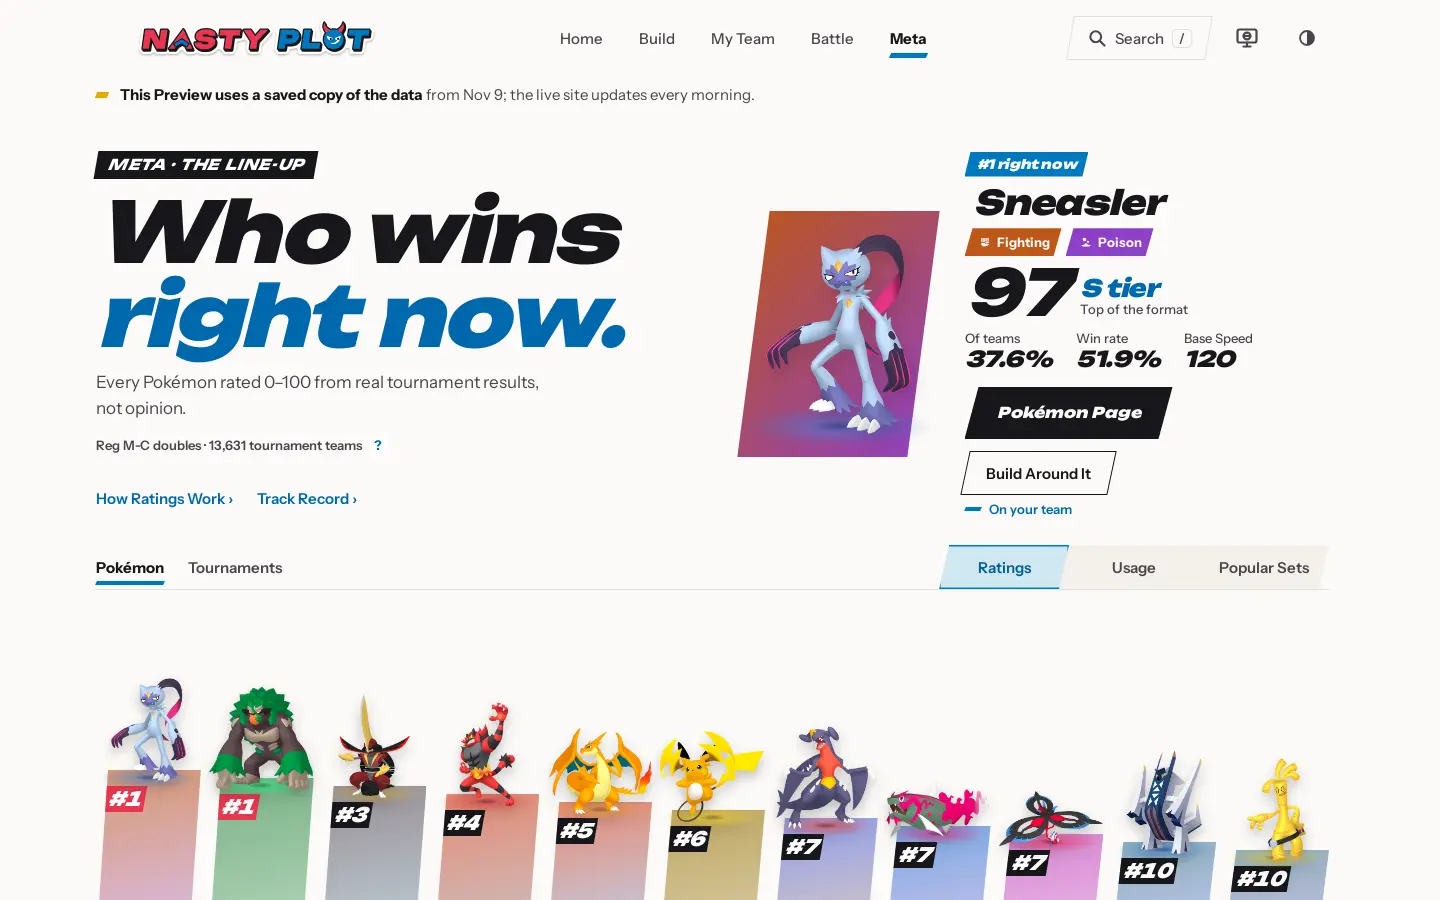 NASTY PLOT
Home
Build
My Team
Battle
Meta
Search /
This Preview uses a saved copy of the data from Nov 9; the live site updates every morning.
META · THE LINE-UP
Who wins
right now.
Every Pokémon rated 0–100 from real tournament results,
not opinion.
Reg M-C doubles · 13,631 tournament teams ?
How Ratings Work ›
Track Record ›
#1 right now
Sneasler
Fighting
Poison
97
S tier
Top of the format
Of teams
37.6%
Win rate
51.9%
Base Speed
120
Pokémon Page
Build Around It
On your team
Pokémon
Tournaments
Ratings
Usage
Popular Sets
#1
#1
#3
#4
#5
#6
#7
#7
#7
#10
#10